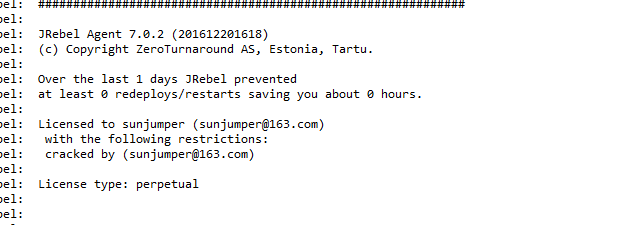 bel: #############################################################
bel:
bel: JRebel Agent 7.0.2 (201612201618)
bel: (c) Copyright ZeroTurnaround AS, Estonia, Tartu.
bel:
bel: Over the last 1 days JRebel prevented
bel: at least 0 redeploys/restarts saving you about 0 hours.
bel:
bel: Licensed to sunjumper (sunjumper@163.com)
bel: with the following restrictions:
bel: cracked by (sunjumper@163.com)
bel:
bel: License type: perpetual
bel:
bel: